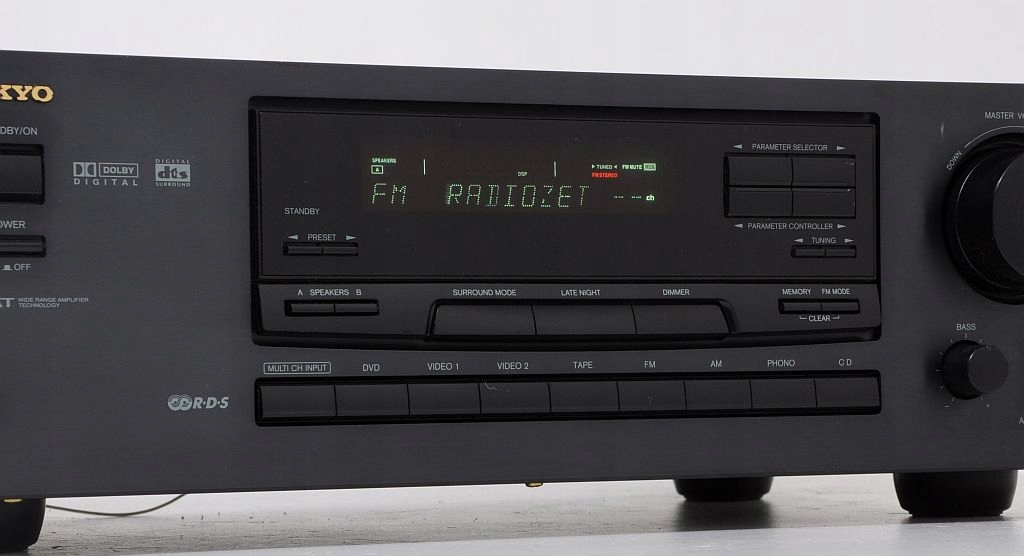 KYO
MASTER VO
DBY/ON
DOLBY
DIGITAL
DIGITAL
dts
SURROUND
SPEAKERS
A
DSP
TUNED FM MUTE RDS
FM STEREO
FM RADIOZET -- -- ch
PARAMETER SELECTOR
DOWN
STANDBY
PRESET
PARAMETER CONTROLLER
TUNING
OWER
OFF
AT WIDE RANGE AMPLIFIER
TECHNOLOGY
A SPEAKERS B
SURROUND MODE LATE NIGHT DIMMER
MEMORY FM MODE
CLEAR
BASS
MULTI CH INPUT DVD VIDEO 1 VIDEO 2 TAPE FM AM PHONO CD
R·D·S